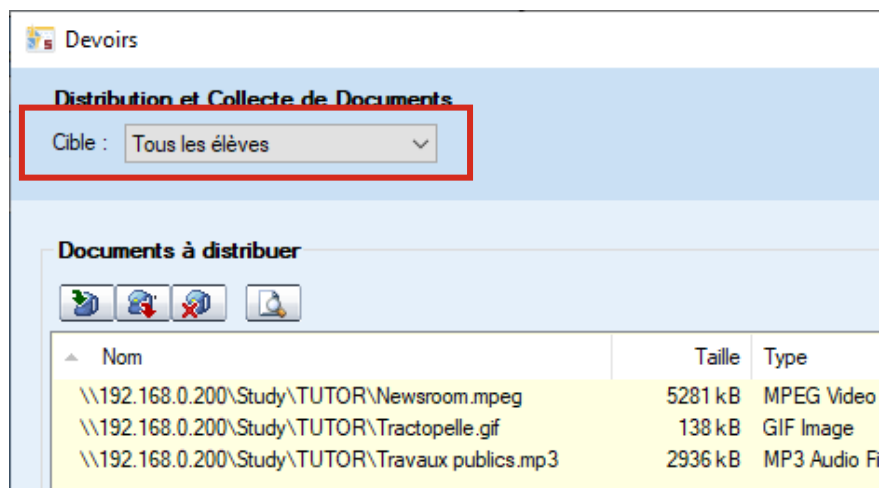 Devoirs
Distribution et Collecte de Documents
Cible : Tous les élèves
Documents à distribuer
Nom Taille Type
\\192.168.0.200\Study\TUTOR\Newsroom.mpeg 5281 kB MPEG Video
\\192.168.0.200\Study\TUTOR\Tractopelle.gif 138 kB GIF Image
\\192.168.0.200\Study\TUTOR\Travaux publics.mp3 2936 kB MP3 Audio Fi